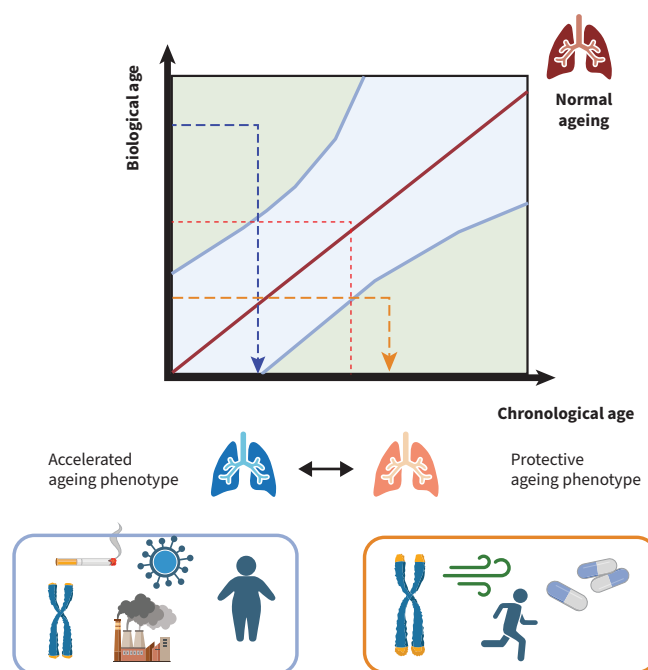 Normal
ageing
Biological age
Chronological age
Accelerated
ageing phenotype
Protective
ageing phenotype